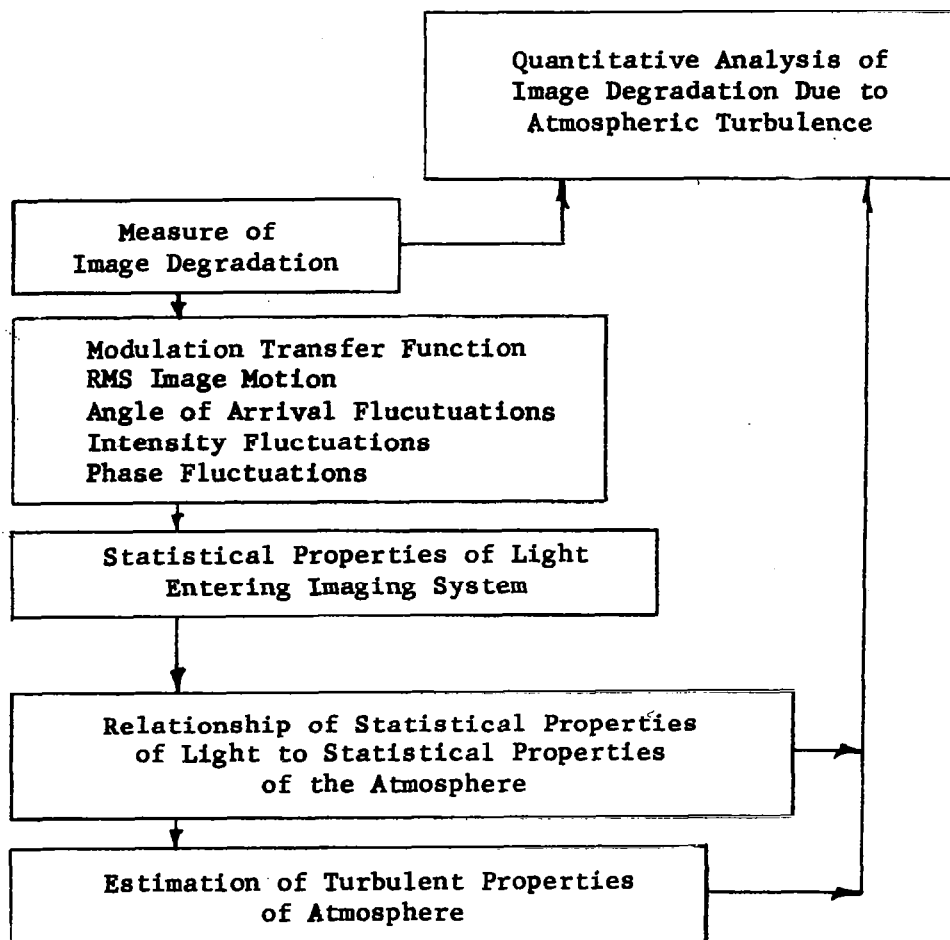 Quantitative Analysis of
Image Degradation Due to
Atmospheric Turbulence
Measure of
Image Degradation
Modulation Transfer Function
RMS Image Motion
Angle of Arrival Flucutuations
Intensity Fluctuations
Phase Fluctuations
Statistical Properties of Light
Entering Imaging System
Relationship of Statistical Properties
of Light to Statistical Properties
of the Atmosphere
Estimation of Turbulent Properties
of Atmosphere